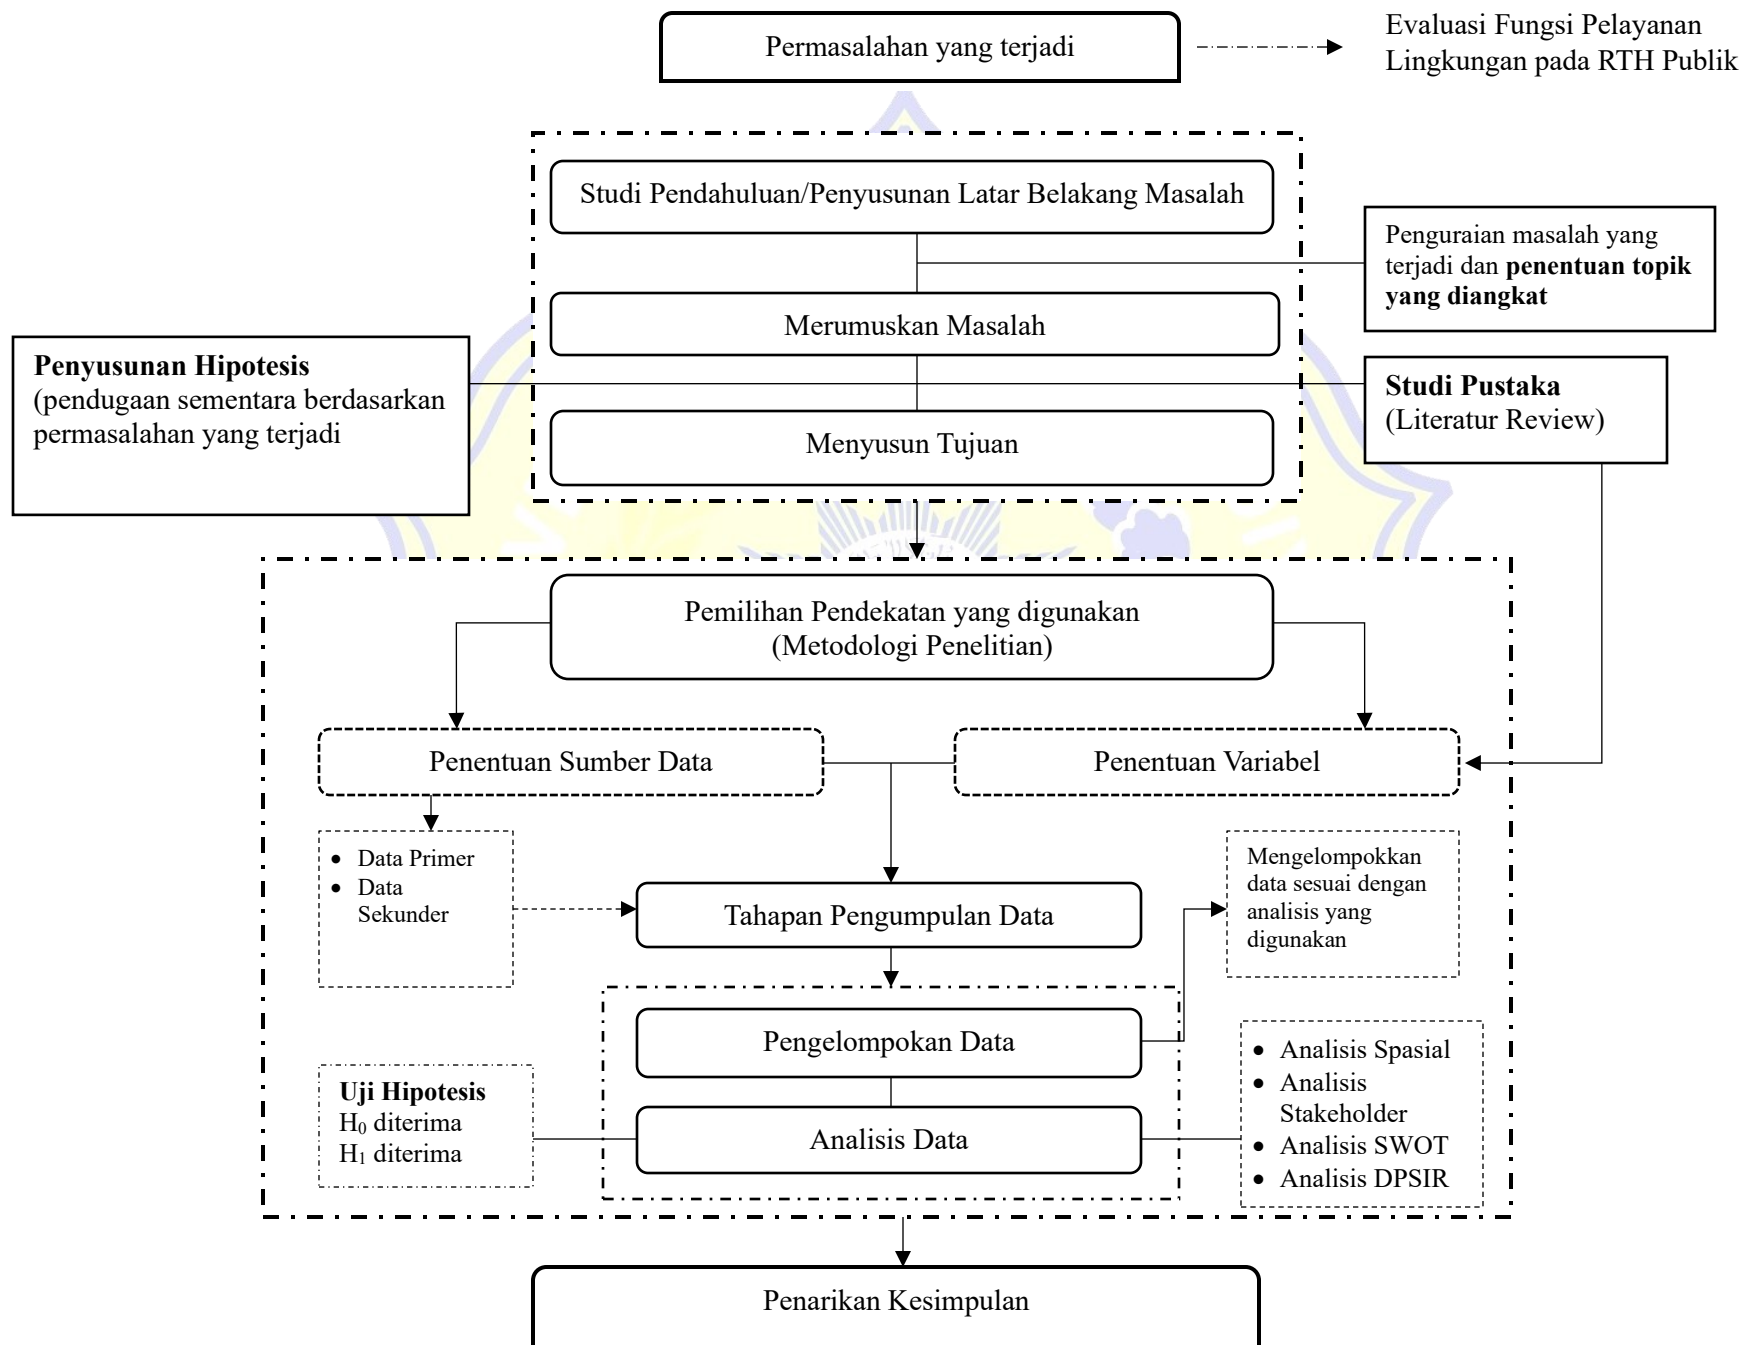 Permasalahan yang terjadi
Evaluasi Fungsi Pelayanan
Lingkungan pada RTH Publik
Studi Pendahuluan/Penyusunan Latar Belakang Masalah
Penguraian masalah yang
terjadi dan penentuan topik
yang diangkat
Merumuskan Masalah
Penyusunan Hipotesis
(pendugaan sementara berdasarkan
permasalahan yang terjadi
Studi Pustaka
(Literatur Review)
Menyusun Tujuan
Pemilihan Pendekatan yang digunakan
(Metodologi Penelitian)
Penentuan Sumber Data
Penentuan Variabel
• Data Primer
• Data
Sekunder
Tahapan Pengumpulan Data
Mengelompokkan
data sesuai dengan
analisis yang
digunakan
Pengelompokan Data
Uji Hipotesis
H₀ diterima
H₁ diterima
Analisis Data
• Analisis Spasial
• Analisis
Stakeholder
• Analisis SWOT
• Analisis DPSIR
Penarikan Kesimpulan